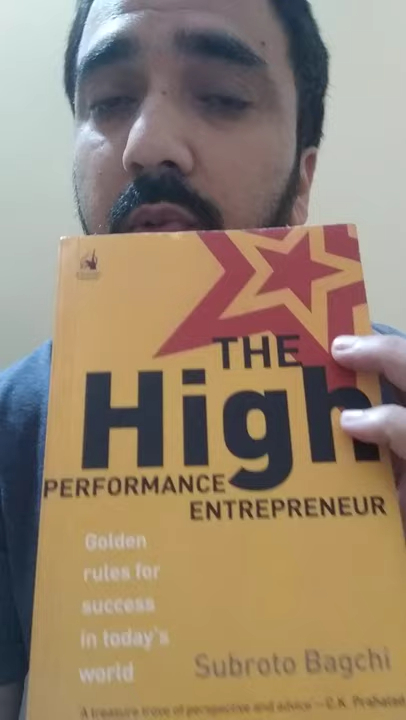 THE
High
PERFORMANCE
ENTREPRENEUR
Golden
rules for
success
in today's
world
Subroto Bagchi
'A treasure trove of perspective and advice'—C.K. Prahalad